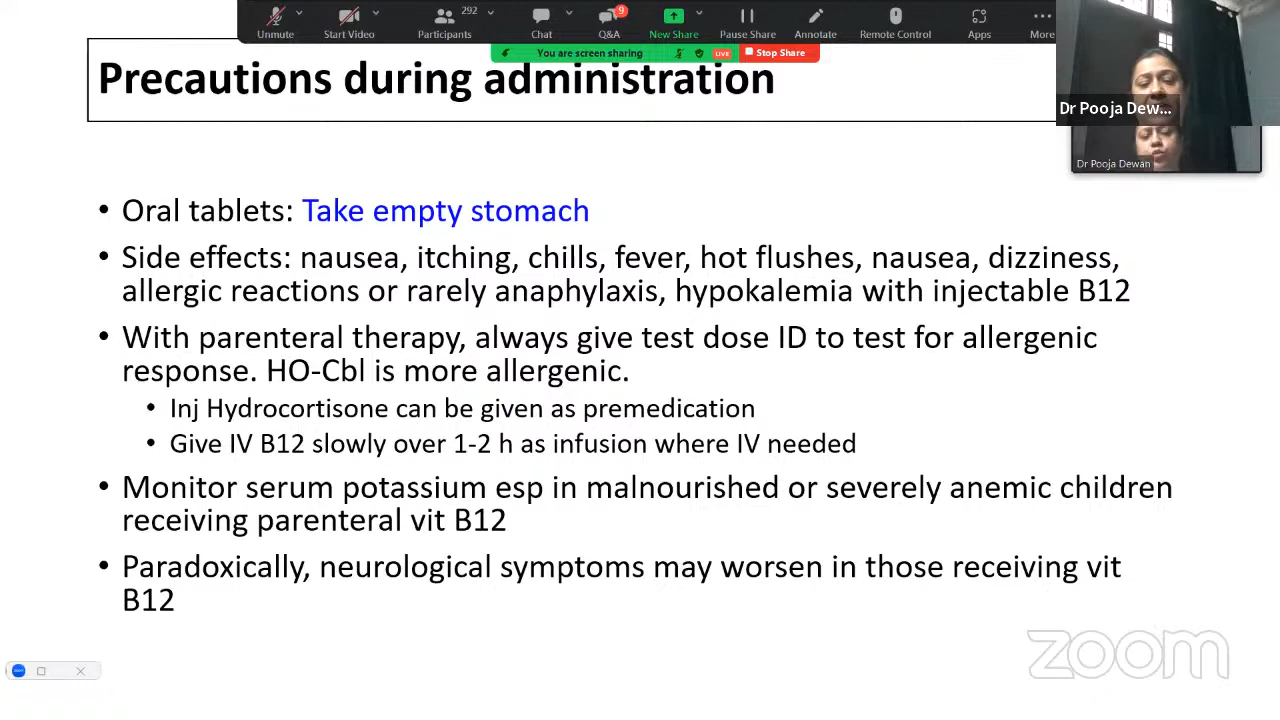 292
9
Unmute
Start Video
Participants
Chat
Q&A
New Share
Pause Share
Annotate
Remote Control
Apps
More
You are screen sharing
LIVE
Stop Share
Precautions during administration
Dr Pooja Dew...
Dr Pooja Dewan
• Oral tablets: Take empty stomach
• Side effects: nausea, itching, chills, fever, hot flushes, nausea, dizziness,
allergic reactions or rarely anaphylaxis, hypokalemia with injectable B12
• With parenteral therapy, always give test dose ID to test for allergenic
response. HO-Cbl is more allergenic.
• Inj Hydrocortisone can be given as premedication
• Give IV B12 slowly over 1-2 h as infusion where IV needed
• Monitor serum potassium esp in malnourished or severely anemic children
receiving parenteral vit B12
• Paradoxically, neurological symptoms may worsen in those receiving vit
B12
zoom